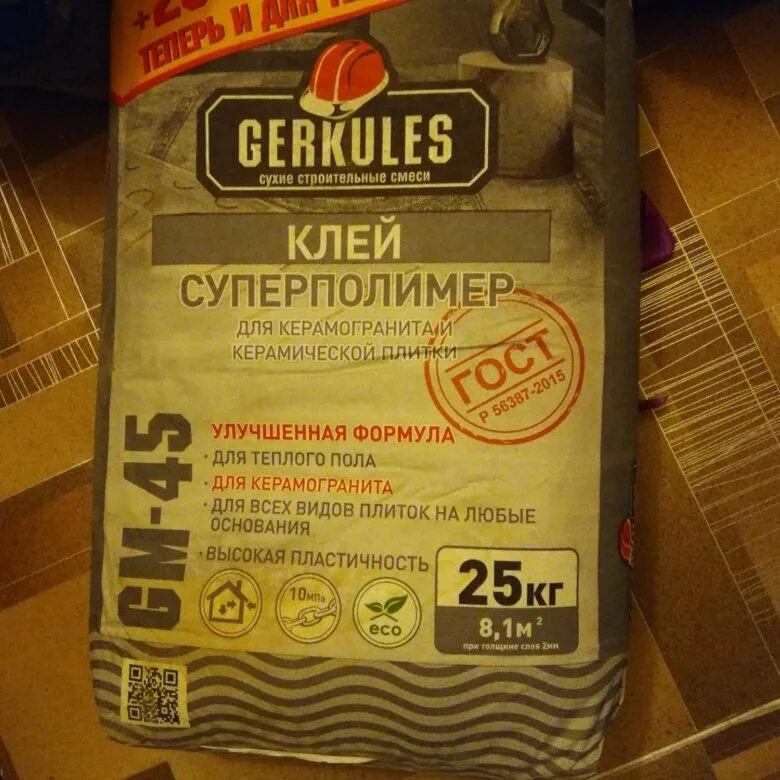 ТЕПЕРЬ И ДЛЯ
GERKULES
СУХИЕ СТРОИТЕЛЬНЫЕ СМЕСИ
КЛЕЙ
СУПЕРПОЛИМЕР
ДЛЯ КЕРАМОГРАНИТА И
КЕРАМИЧЕСКОЙ ПЛИТКИ
ГОСТ
Р 56387-2015
GM-45
УЛУЧШЕННАЯ ФОРМУЛА
· ДЛЯ ТЕПЛОГО ПОЛА
· ДЛЯ КЕРАМОГРАНИТА
· ДЛЯ ВСЕХ ВИДОВ ПЛИТОК НА ЛЮБЫЕ
ОСНОВАНИЯ
· ВЫСОКАЯ ПЛАСТИЧНОСТЬ
10МПа
eco
25кг
8,1м²
при толщине слоя 2мм